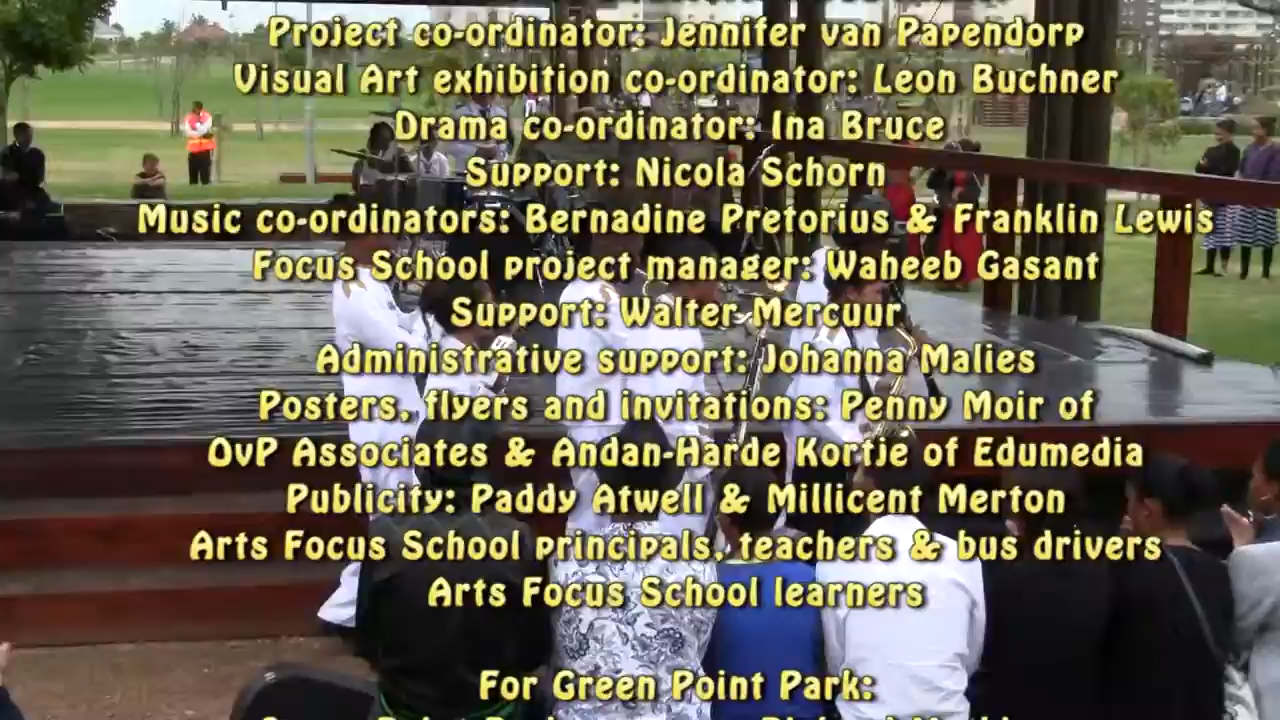 Project co-ordinator: Jennifer van Papendorp
Visual Art exhibition co-ordinator: Leon Buchner
Drama co-ordinator: Ina Bruce
Support: Nicola Schorn
Music co-ordinators: Bernadine Pretorius & Franklin Lewis
Focus School project manager: Waheeb Gasant
Support: Walter Mercuur
Administrative support: Johanna Malies
Posters, flyers and invitations: Penny Moir of
OvP Associates & Andan-Harde Kortje of Edumedia
Publicity: Paddy Atwell & Millicent Merton
Arts Focus School principals, teachers & bus drivers
Arts Focus School learners
For Green Point Park: